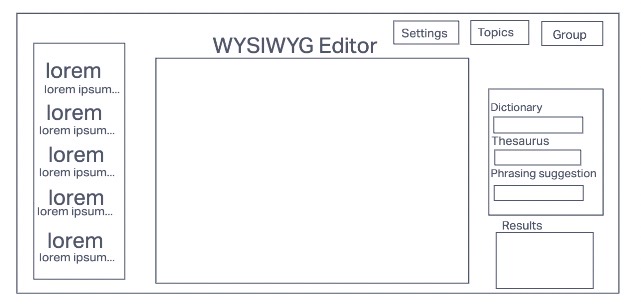 WYSIWYG Editor
Settings
Topics
Group
lorem
lorem ipsum...
lorem
lorem ipsum...
lorem
lorem ipsum...
lorem
lorem ipsum...
lorem
lorem ipsum...
Dictionary
Thesaurus
Phrasing suggestion
Results